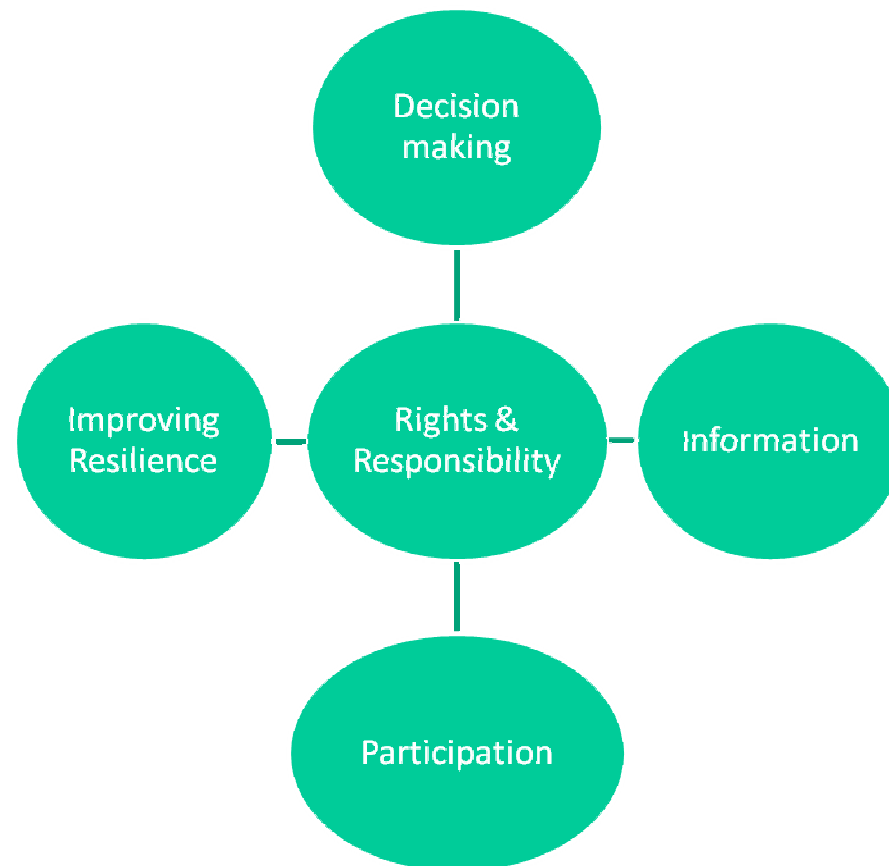 Decision
making
Improving
Resilience
Rights &
Responsibility
Information
Participation